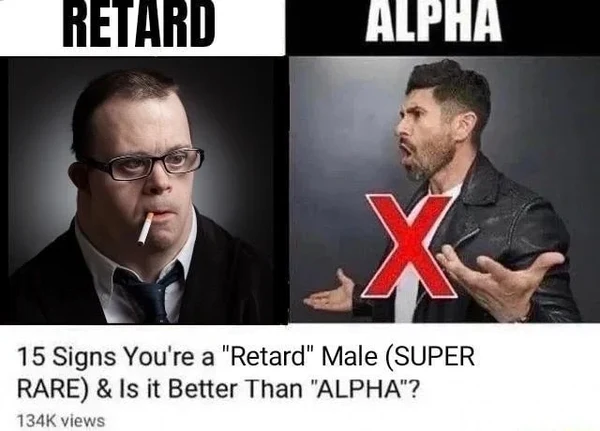 RETARD
ALPHA
15 Signs You're a "Retard" Male (SUPER
RARE) & Is it Better Than "ALPHA"?
134K views